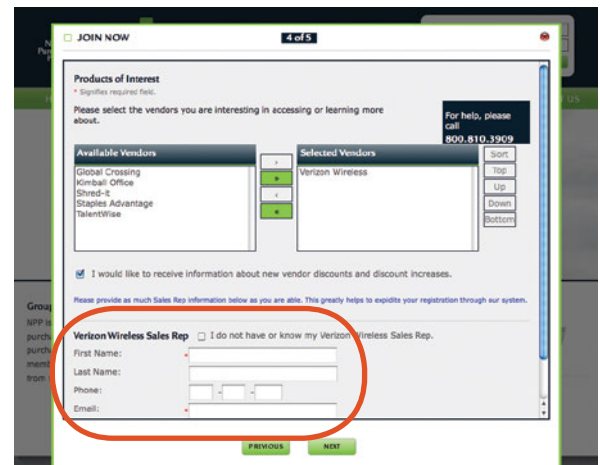 JOIN NOW
4 of 5
Products of Interest
* Signifies required field.
Please select the vendors you are interesting in accessing or learning more
about.
For help, please
call
800.810.3909
Available Vendors
Selected Vendors
Global Crossing
Kimball Office
Shred-it
Staples Advantage
TalentWise
›
»
‹
«
Verizon Wireless
Sort
Top
Up
Down
Bottom
I would like to receive information about new vendor discounts and discount increases.
Please provide as much Sales Rep information below as you are able. This greatly helps to expidite your registration through our system.
Verizon Wireless Sales Rep
I do not have or know my Verizon Wireless Sales Rep.
First Name: *
Last Name:
Phone: - -
Email: *
PREVIOUS
NEXT
Group
NPP is
purch
purch
memb
from
US